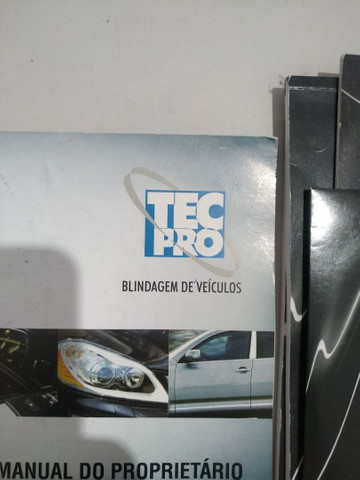 TEC
PRO
BLINDAGEM DE VEÍCULOS
MANUAL DO PROPRIETÁRIO